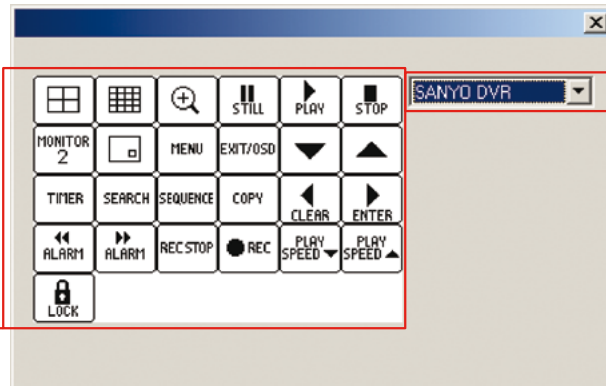 STILL PLAY STOP
SANYO DVR
MONITOR 2 MENU EXIT/OSD
TIMER SEARCH SEQUENCE COPY CLEAR ENTER
ALARM ALARM REC STOP REC PLAY SPEED PLAY SPEED
LOCK